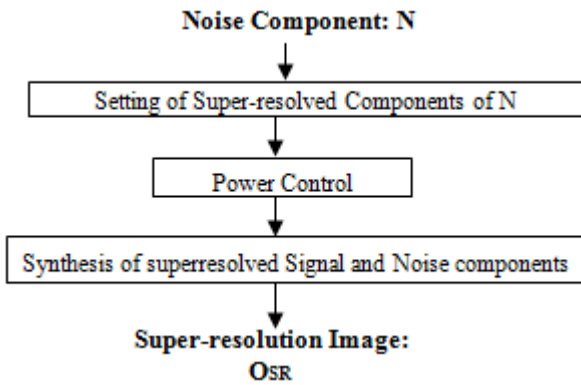 Noise Component: N
Setting of Super-resolved Components of N
Power Control
Synthesis of superresolved Signal and Noise components
Super-resolution Image:
OSR